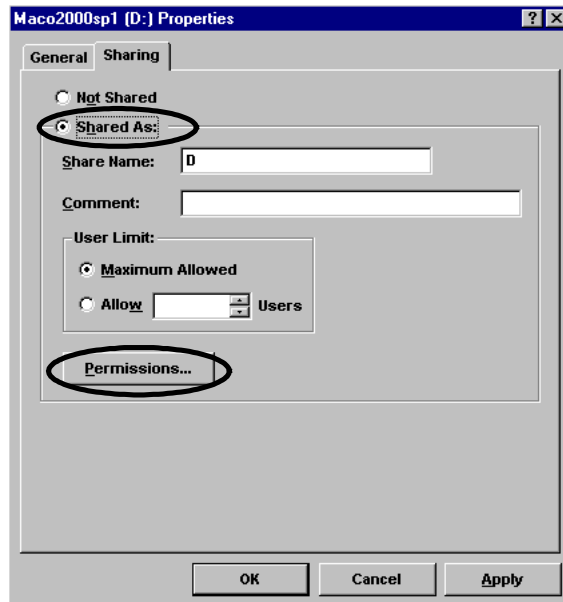 Maco2000sp1 (D:) Properties
General Sharing
Not Shared
Shared As:
Share Name: D
Comment:
User Limit:
Maximum Allowed
Allow Users
Permissions...
OK Cancel Apply